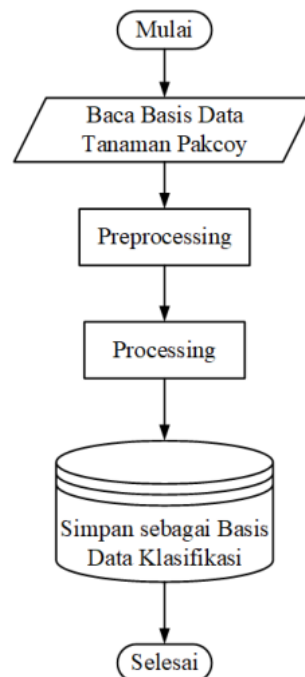 Mulai
Baca Basis Data
Tanaman Pakcoy
Preprocessing
Processing
Simpan sebagai Basis
Data Klasifikasi
Selesai